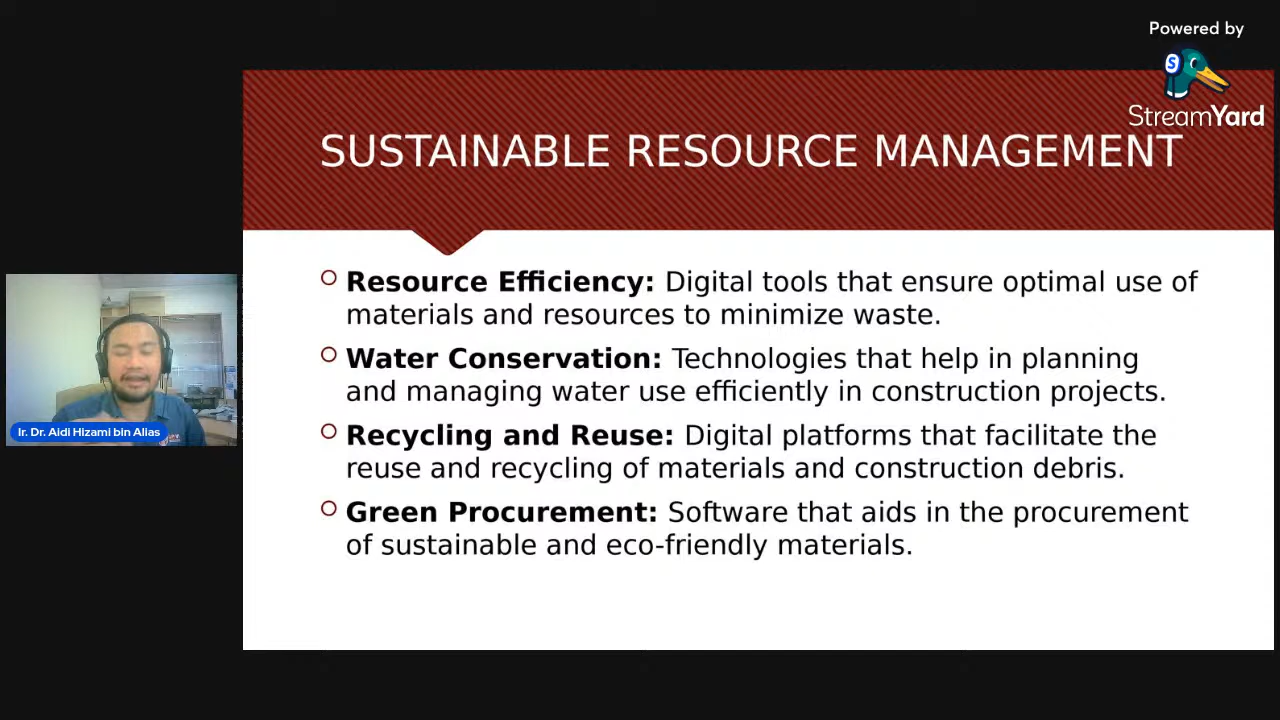 Powered by
StreamYard
SUSTAINABLE RESOURCE MANAGEMENT
Resource Efficiency: Digital tools that ensure optimal use of
materials and resources to minimize waste.
Water Conservation: Technologies that help in planning
and managing water use efficiently in construction projects.
Recycling and Reuse: Digital platforms that facilitate the
reuse and recycling of materials and construction debris.
Green Procurement: Software that aids in the procurement
of sustainable and eco-friendly materials.
Ir. Dr. Aidi Hizami bin Alias